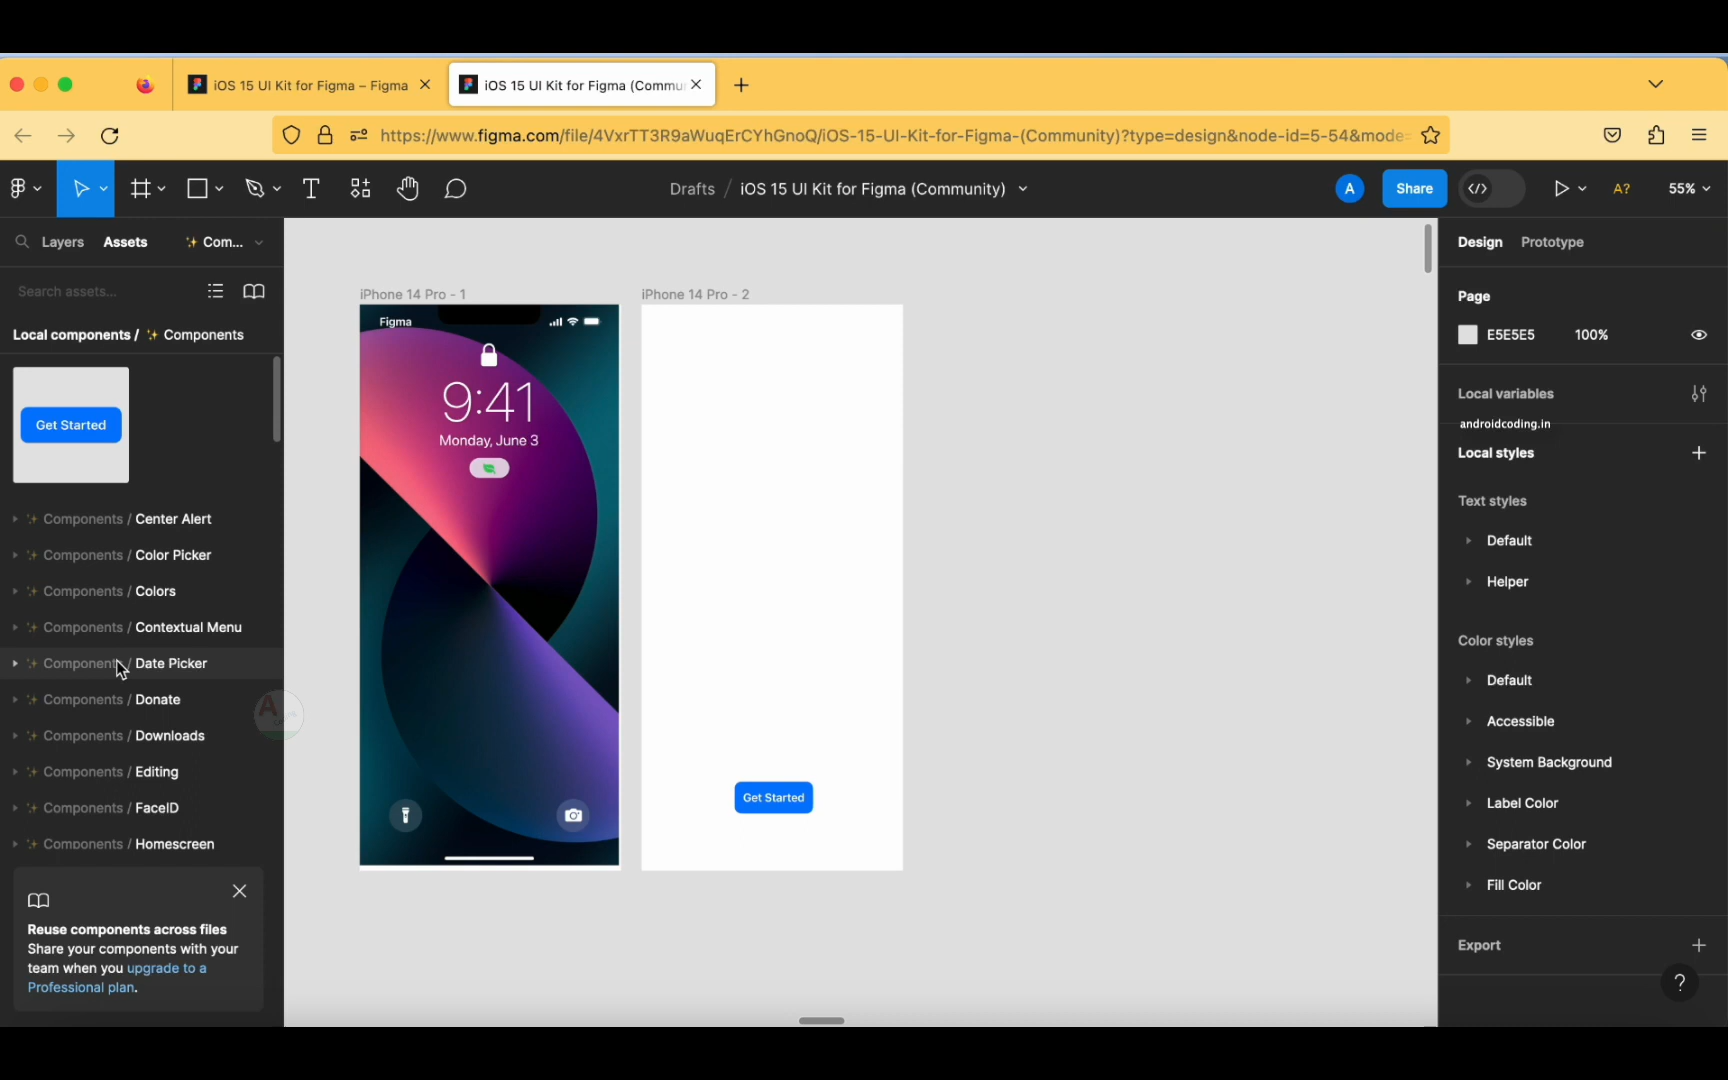 iOS 15 UI Kit for Figma – Figma
iOS 15 UI Kit for Figma (Commu
https://www.figma.com/file/4VxrTT3R9aWuqErCYhGnoQ/iOS-15-UI-Kit-for-Figma-(Community)?type=design&node-id=5-54&mode=
Drafts / iOS 15 UI Kit for Figma (Community)
A
Share
A?
55%
Layers
Assets
Com...
Search assets...
Local components / ✨ Components
Get Started
Components / Center Alert
Components / Color Picker
Components / Colors
Components / Contextual Menu
Components / Date Picker
Components / Donate
Components / Downloads
Components / Editing
Components / FaceID
Components / Homescreen
Reuse components across files
Share your components with your
team when you upgrade to a
Professional plan.
iPhone 14 Pro - 1
Figma
9:41
Monday, June 3
iPhone 14 Pro - 2
Get Started
Design
Prototype
Page
E5E5E5
100%
Local variables
androidcoding.in
Local styles
Text styles
Default
Helper
Color styles
Default
Accessible
System Background
Label Color
Separator Color
Fill Color
Export
?